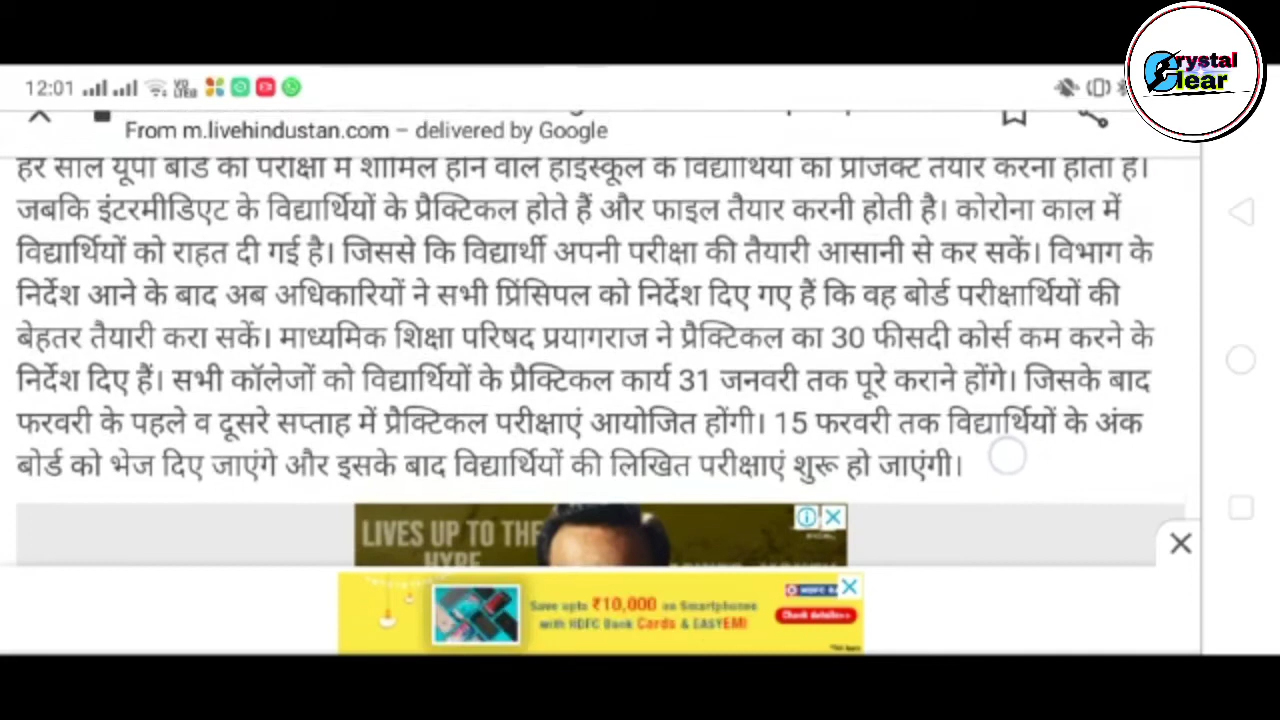 Crystal
Clear
12:01
From m.livehindustan.com – delivered by Google
हर साल यूपी बोर्ड की परीक्षा में शामिल होने वाले हाईस्कूल के विद्यार्थियों को प्रोजेक्ट तैयार करना होता है।
जबकि इंटरमीडिएट के विद्यार्थियों के प्रैक्टिकल होते हैं और फाइल तैयार करनी होती है। कोरोना काल में
विद्यार्थियों को राहत दी गई है। जिससे कि विद्यार्थी अपनी परीक्षा की तैयारी आसानी से कर सकें। विभाग के
निर्देश आने के बाद अब अधिकारियों ने सभी प्रिंसिपल को निर्देश दिए गए हैं कि वह बोर्ड परीक्षार्थियों की
बेहतर तैयारी करा सकें। माध्यमिक शिक्षा परिषद प्रयागराज ने प्रैक्टिकल का 30 फीसदी कोर्स कम करने के
निर्देश दिए हैं। सभी कॉलेजों को विद्यार्थियों के प्रैक्टिकल कार्य 31 जनवरी तक पूरे कराने होंगे। जिसके बाद
फरवरी के पहले व दूसरे सप्ताह में प्रैक्टिकल परीक्षाएं आयोजित होंगी। 15 फरवरी तक विद्यार्थियों के अंक
बोर्ड को भेज दिए जाएंगे और इसके बाद विद्यार्थियों की लिखित परीक्षाएं शुरू हो जाएंगी।
LIVES UP TO THE
HYPE
Save upto ₹10,000 on Smartphones
with HDFC Bank Cards & EASYEMI
HDFC
Check details>>